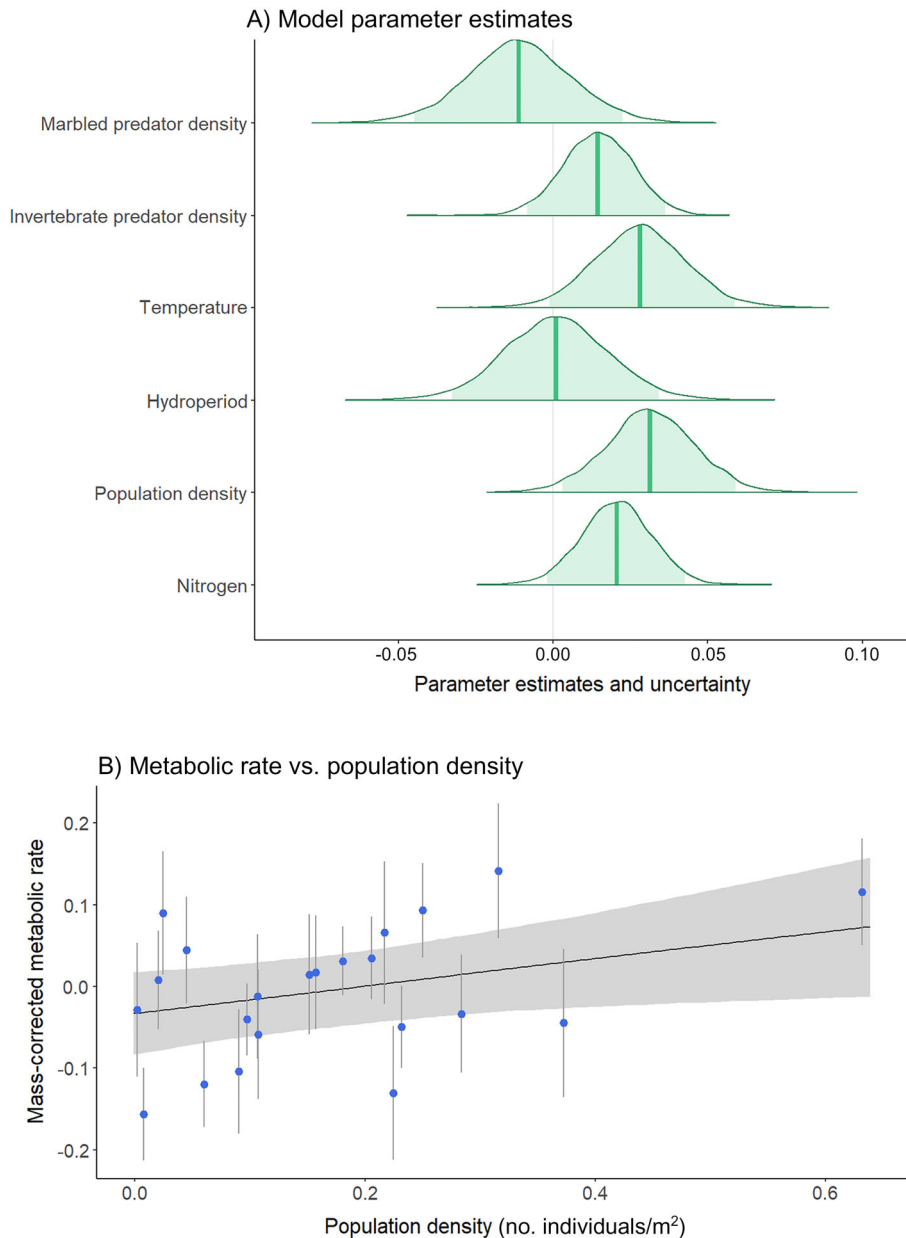 A) Model parameter estimates
Marbled predator density
Invertebrate predator density
Temperature
Hydroperiod
Population density
Nitrogen
-0.05 0.00 0.05 0.10
Parameter estimates and uncertainty
B) Metabolic rate vs. population density
Mass-corrected metabolic rate
0.2
0.1
0.0
-0.1
-0.2
0.0 0.2 0.4 0.6
Population density (no. individuals/m²)